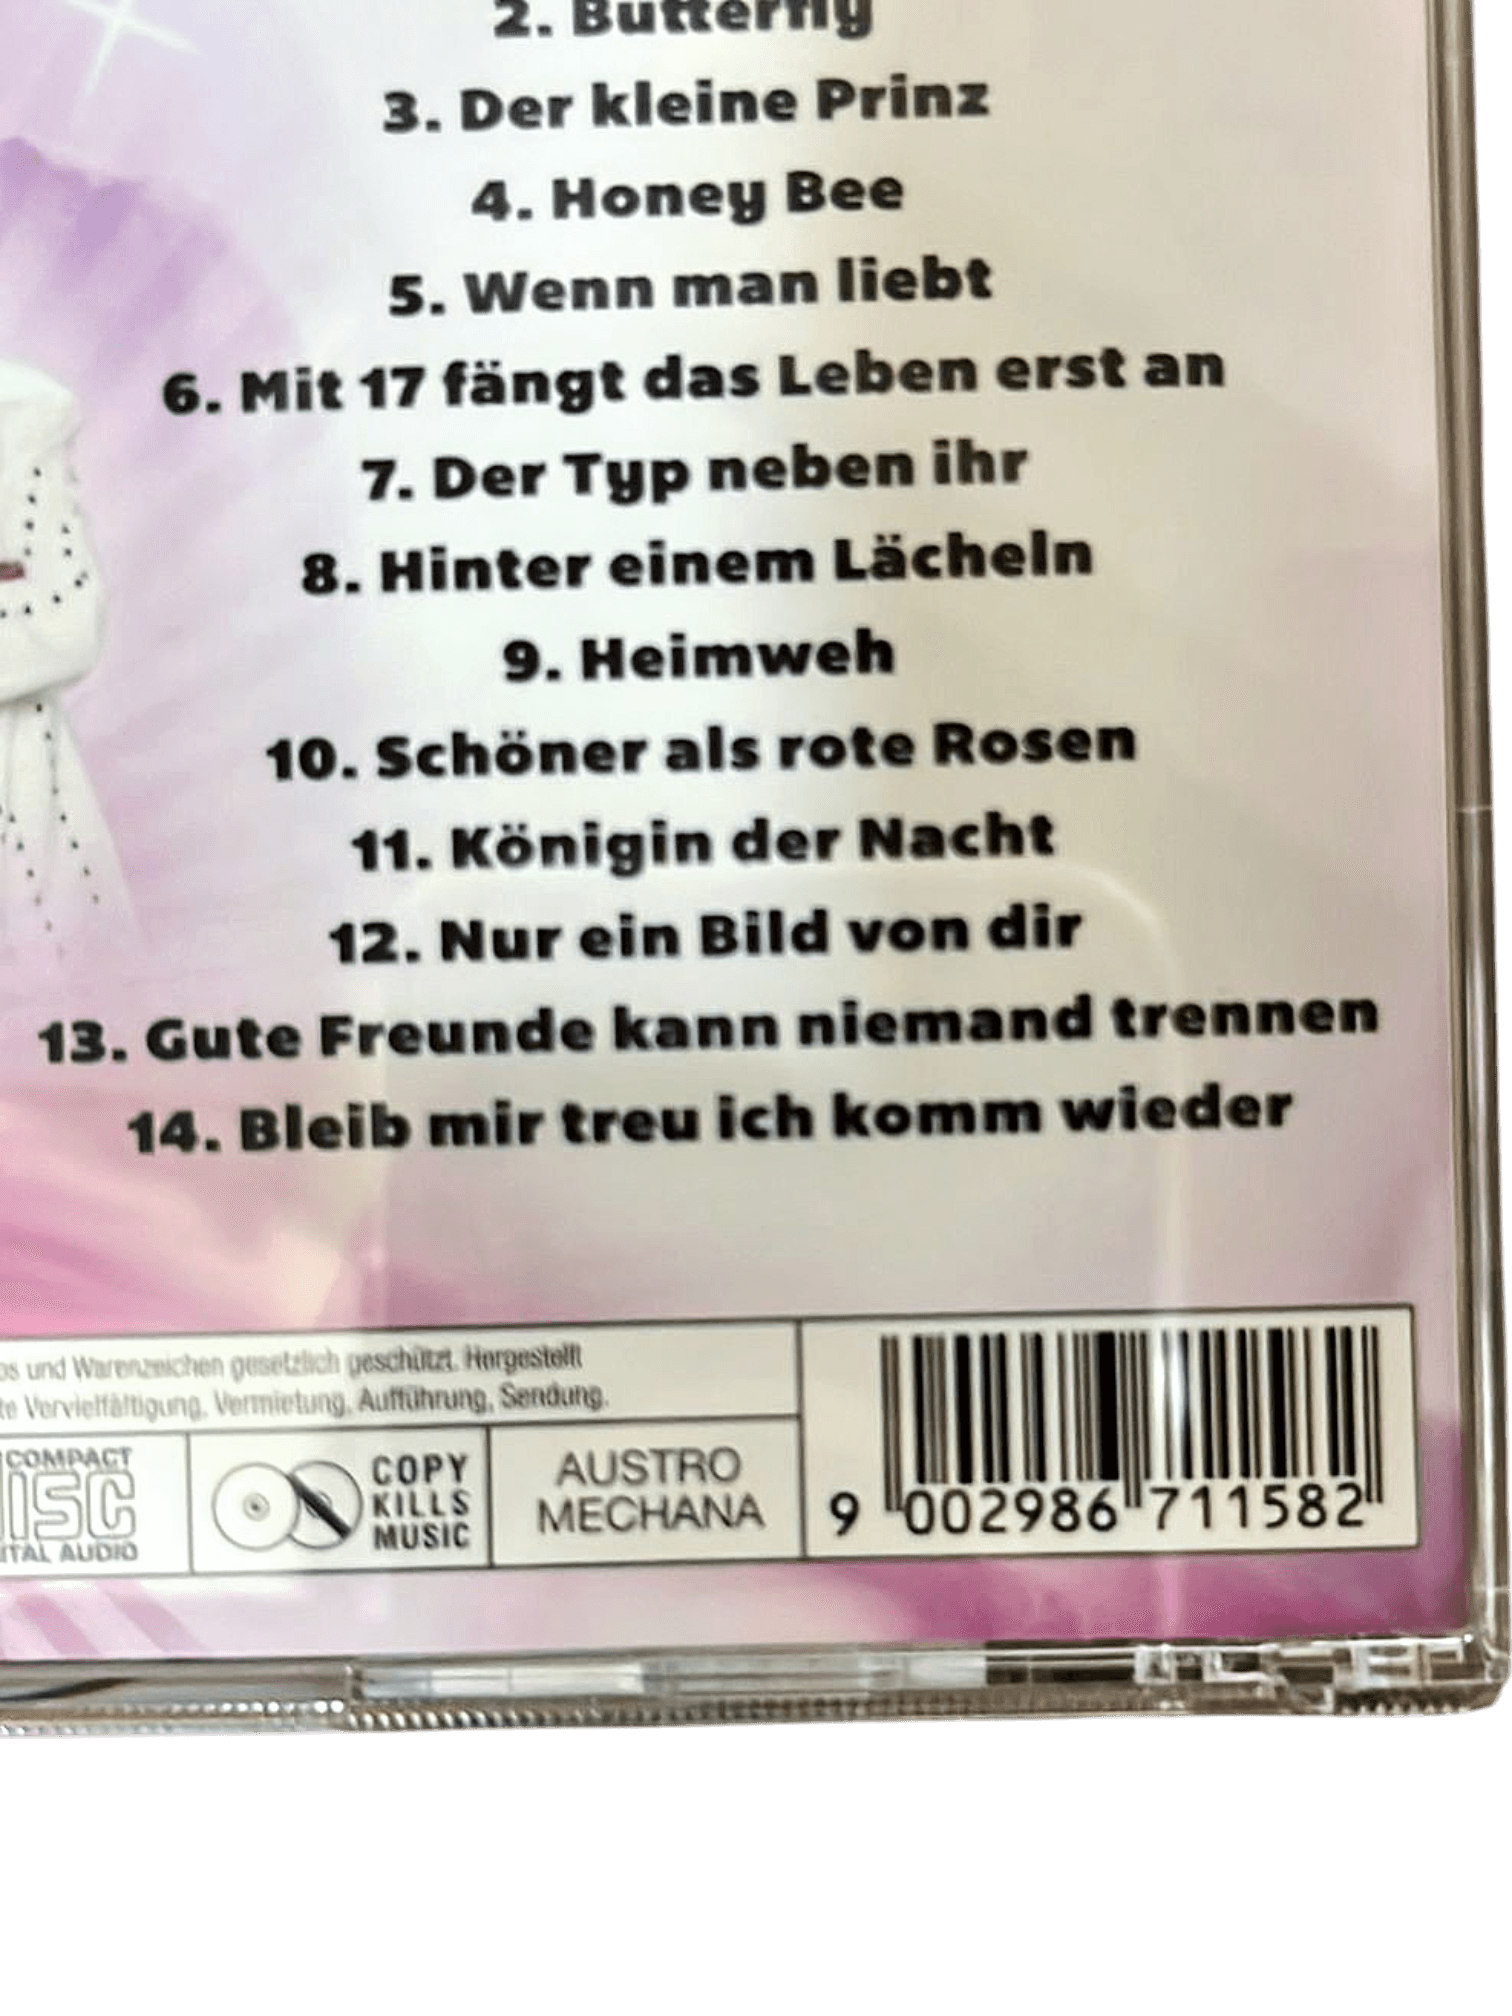 2. Butterfly
3. Der kleine Prinz
4. Honey Bee
5. Wenn man liebt
6. Mit 17 fängt das Leben erst an
7. Der Typ neben ihr
8. Hinter einem Lächeln
9. Heimweh
10. Schöner als rote Rosen
11. Königin der Nacht
12. Nur ein Bild von dir
13. Gute Freunde kann niemand trennen
14. Bleib mir treu ich komm wieder
und Warenzeichen gesetzlich geschützt. Hergestellt
Vervielfältigung, Vermietung, Aufführung, Sendung.
COMPACT
DISC
DIGITAL AUDIO
COPY
KILLS
MUSIC
AUSTRO
MECHANA
9 002986 711582